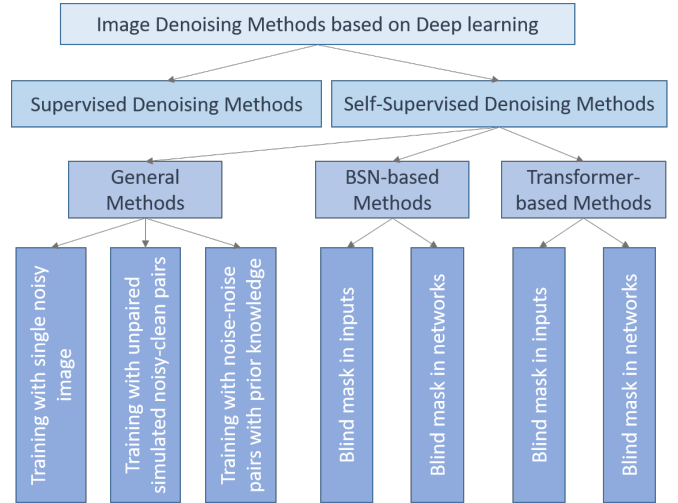 Image Denoising Methods based on Deep learning
Supervised Denoising Methods
Self-Supervised Denoising Methods
General
Methods
BSN-based
Methods
Transformer-
based Methods
Training with single noisy
image
Training with unpaired
simulated noisy-clean pairs
Training with noise-noise
pairs with prior knowledge
Blind mask in inputs
Blind mask in networks
Blind mask in inputs
Blind mask in networks